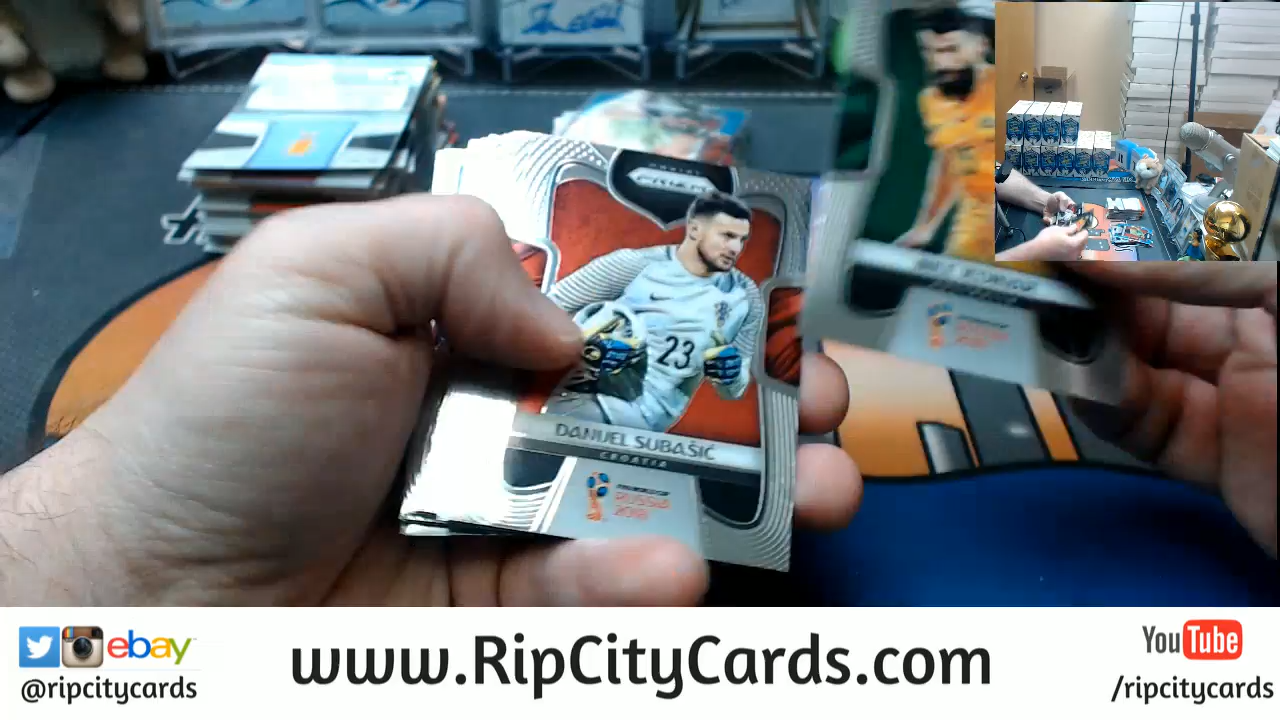 PRIZM
23
DANIJEL SUBAŠIĆ
CROATIA
RUSSIA
2018
ebay
@ripcitycards
www.RipCityCards.com
YouTube
/ripcitycards